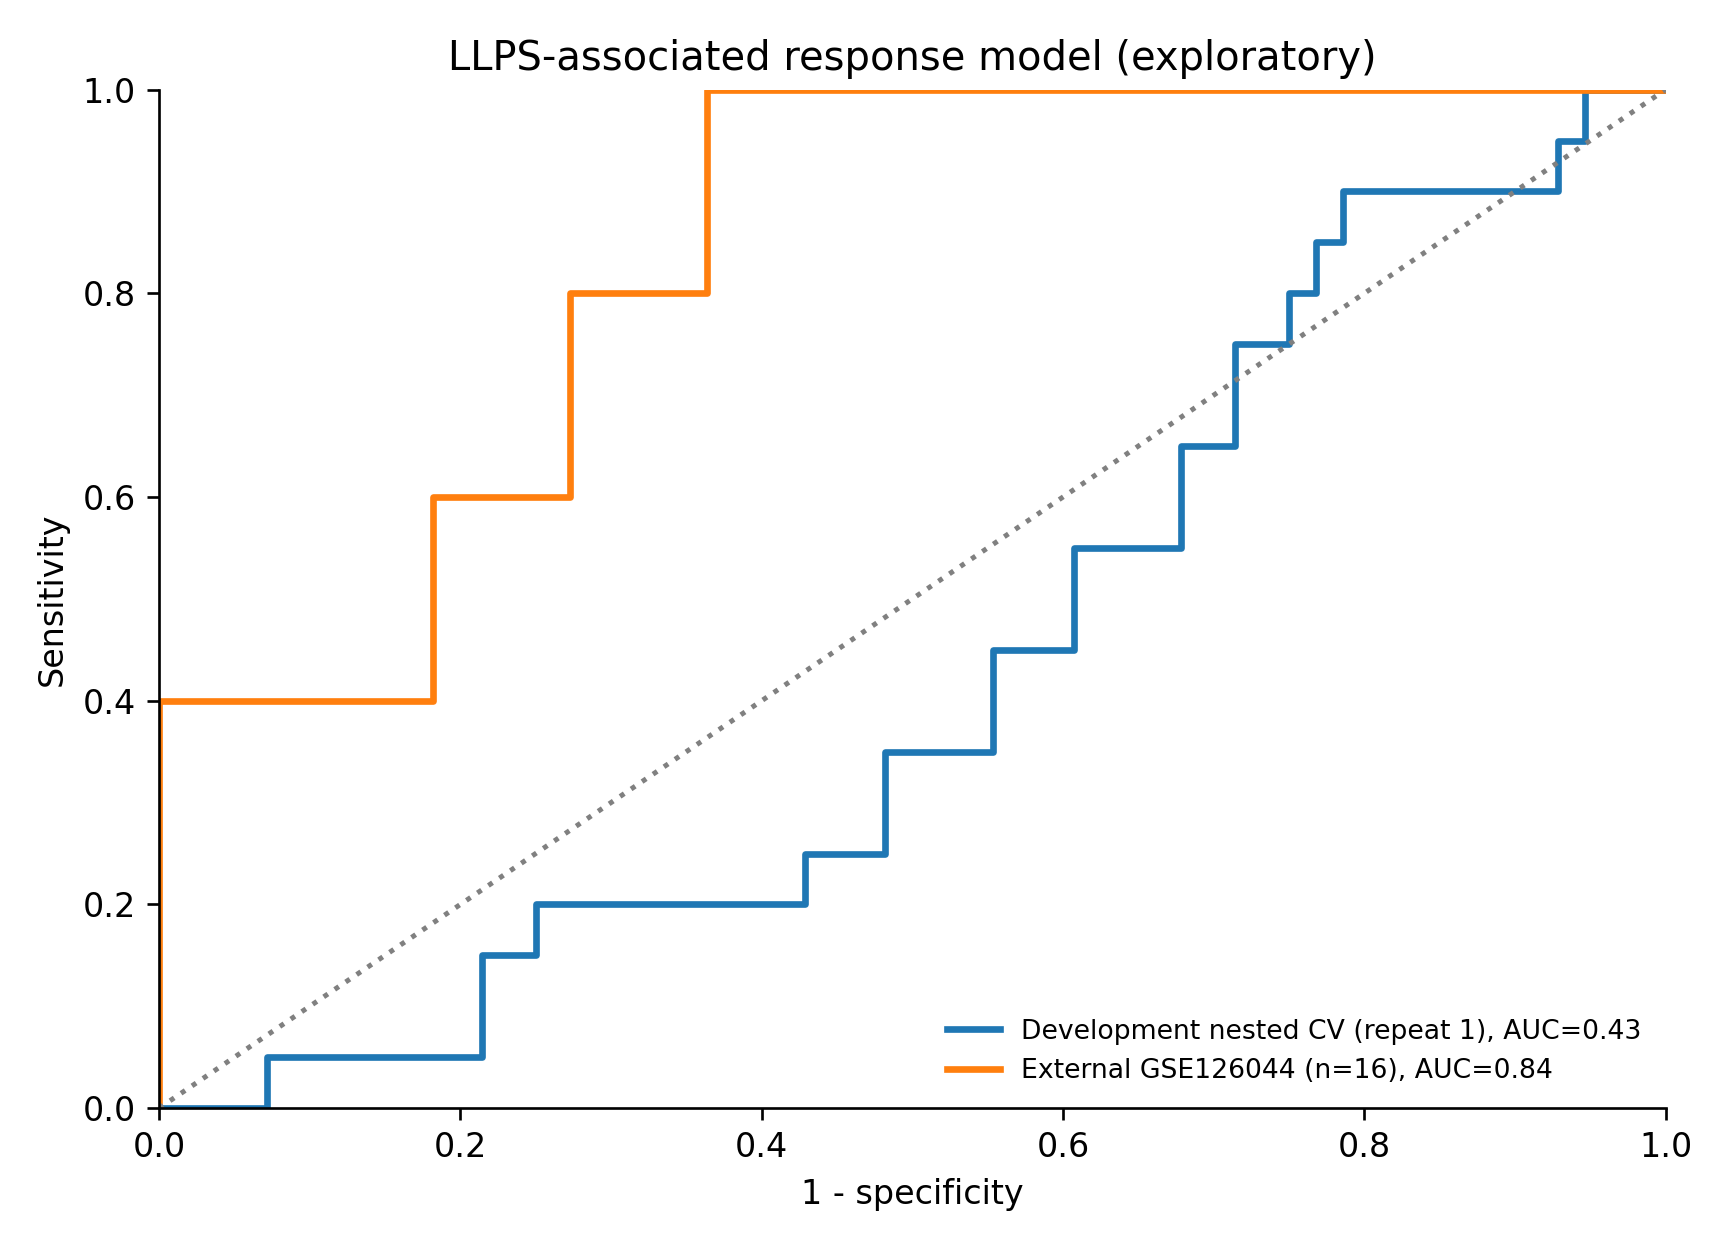 LLPS-associated response model (exploratory)
1.0
0.8
0.6
0.4
0.2
0.0
Sensitivity
Development nested CV (repeat 1), AUC=0.43
External GSE126044 (n=16), AUC=0.84
0.0 0.2 0.4 0.6 0.8 1.0
1 - specificity